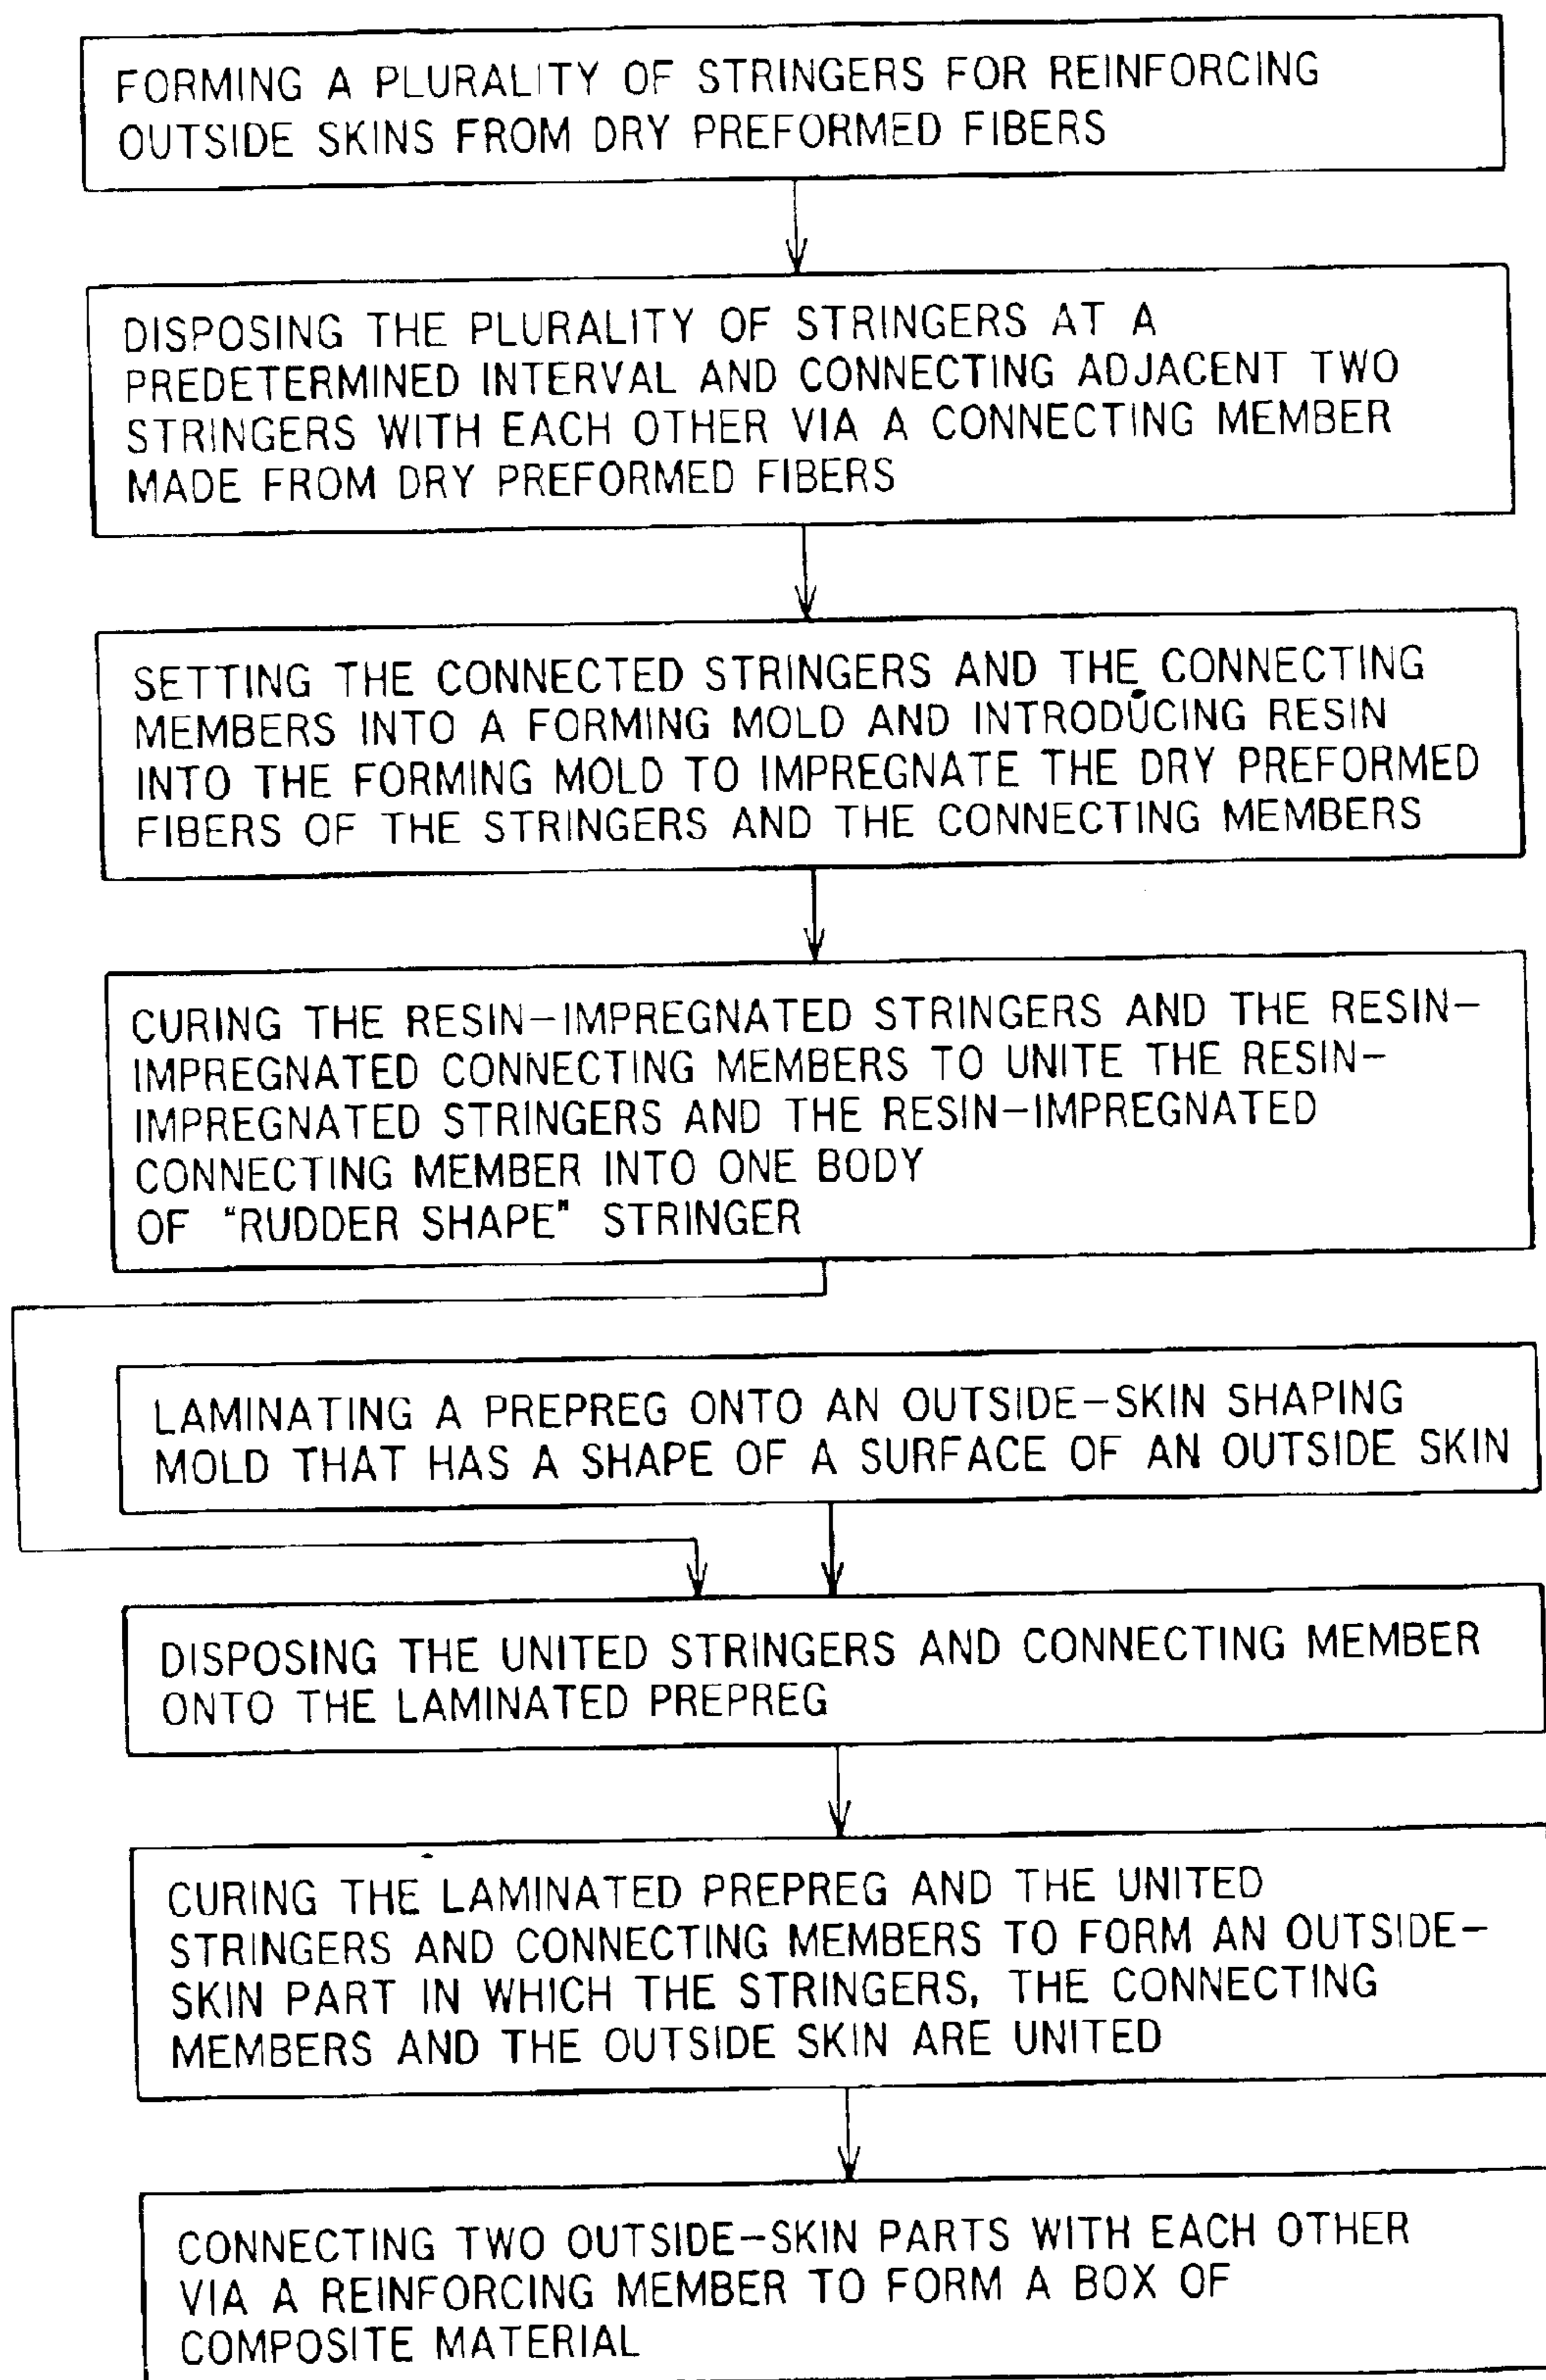 FORMING A PLURALITY OF STRINGERS FOR REINFORCING
OUTSIDE SKINS FROM DRY PREFORMED FIBERS
DISPOSING THE PLURALITY OF STRINGERS AT A
PREDETERMINED INTERVAL AND CONNECTING ADJACENT TWO
STRINGERS WITH EACH OTHER VIA A CONNECTING MEMBER
MADE FROM DRY PREFORMED FIBERS
SETTING THE CONNECTED STRINGERS AND THE CONNECTING
MEMBERS INTO A FORMING MOLD AND INTRODUCING RESIN
INTO THE FORMING MOLD TO IMPREGNATE THE DRY PREFORMED
FIBERS OF THE STRINGERS AND THE CONNECTING MEMBERS
CURING THE RESIN-IMPREGNATED STRINGERS AND THE RESIN-
IMPREGNATED CONNECTING MEMBERS TO UNITE THE RESIN-
IMPREGNATED STRINGERS AND THE RESIN-IMPREGNATED
CONNECTING MEMBER INTO ONE BODY
OF "RUDDER SHAPE" STRINGER
LAMINATING A PREPREG ONTO AN OUTSIDE-SKIN SHAPING
MOLD THAT HAS A SHAPE OF A SURFACE OF AN OUTSIDE SKIN
DISPOSING THE UNITED STRINGERS AND CONNECTING MEMBER
ONTO THE LAMINATED PREPREG
CURING THE LAMINATED PREPREG AND THE UNITED
STRINGERS AND CONNECTING MEMBERS TO FORM AN OUTSIDE-
SKIN PART IN WHICH THE STRINGERS, THE CONNECTING
MEMBERS AND THE OUTSIDE SKIN ARE UNITED
CONNECTING TWO OUTSIDE-SKIN PARTS WITH EACH OTHER
VIA A REINFORCING MEMBER TO FORM A BOX OF
COMPOSITE MATERIAL